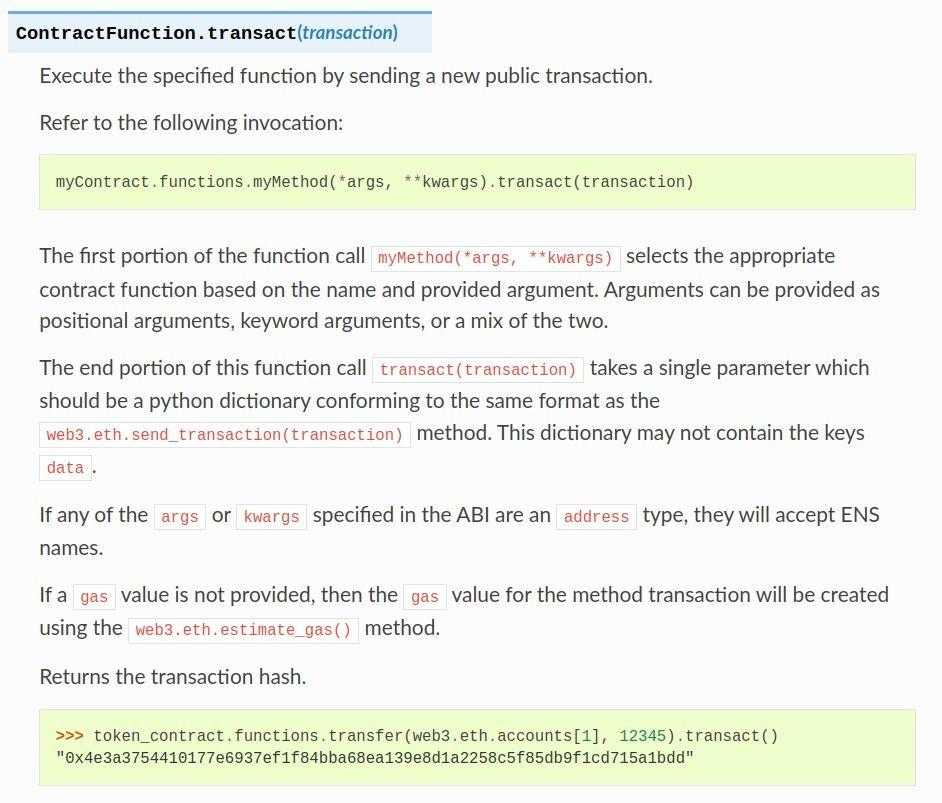 ContractFunction.transact(transaction)
Execute the specified function by sending a new public transaction.
Refer to the following invocation:
myContract.functions.myMethod(*args, **kwargs).transact(transaction)
The first portion of the function call myMethod(*args, **kwargs) selects the appropriate
contract function based on the name and provided argument. Arguments can be provided as
positional arguments, keyword arguments, or a mix of the two.
The end portion of this function call transact(transaction) takes a single parameter which
should be a python dictionary conforming to the same format as the
web3.eth.send_transaction(transaction) method. This dictionary may not contain the keys
data.
If any of the args or kwargs specified in the ABI are an address type, they will accept ENS
names.
If a gas value is not provided, then the gas value for the method transaction will be created
using the web3.eth.estimate_gas() method.
Returns the transaction hash.
>>> token_contract.functions.transfer(web3.eth.accounts[1], 12345).transact()
"0x4e3a3754410177e6937ef1f84bba68ea139e8d1a2258c5f85db9f1cd715a1bdd"